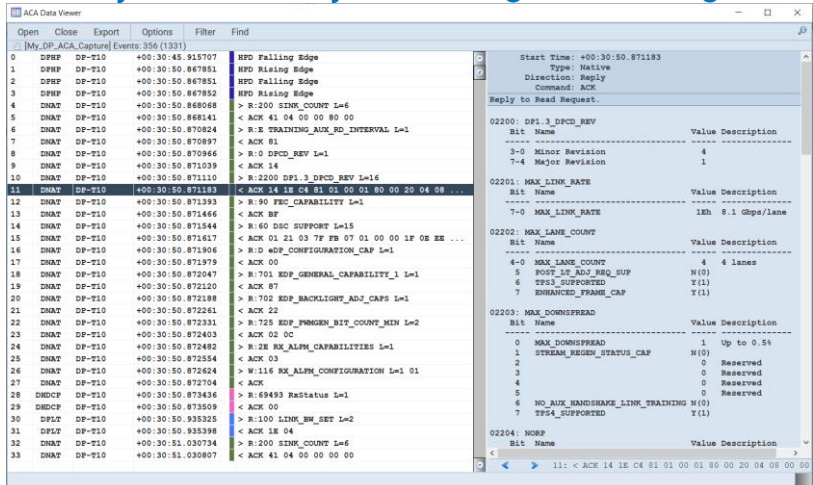 ACA Data Viewer
Open Close Export Options Filter Find
[My_DP_ACA_Capture] Events: 356 (1331)
0 DPHP DP-T10 +00:30:45.915707 HPD Falling Edge
1 DPHP DP-T10 +00:30:50.867851 HPD Rising Edge
2 DPHP DP-T10 +00:30:50.867851 HPD Falling Edge
3 DPHP DP-T10 +00:30:50.867852 HPD Rising Edge
4 DNAT DP-T10 +00:30:50.868068 > R:200 SINK_COUNT L=6
5 DNAT DP-T10 +00:30:50.868141 < ACK 41 04 00 00 80 00
6 DNAT DP-T10 +00:30:50.870824 > R:E TRAINING_AUX_RD_INTERVAL L=1
7 DNAT DP-T10 +00:30:50.870897 < ACK 81
8 DNAT DP-T10 +00:30:50.870966 > R:0 DPCD_REV L=1
9 DNAT DP-T10 +00:30:50.871039 < ACK 14
10 DNAT DP-T10 +00:30:50.871110 > R:2200 DP1.3_DPCD_REV L=16
11 DNAT DP-T10 +00:30:50.871183 < ACK 14 1E C4 81 01 00 01 80 00 20 04 08 ...
12 DNAT DP-T10 +00:30:50.871393 > R:90 FEC_CAPABILITY L=1
13 DNAT DP-T10 +00:30:50.871466 < ACK BF
14 DNAT DP-T10 +00:30:50.871544 > R:60 DSC SUPPORT L=15
15 DNAT DP-T10 +00:30:50.871617 < ACK 01 21 03 7F FB 07 01 00 00 1F 0E EE ...
16 DNAT DP-T10 +00:30:50.871906 > R:D eDP_CONFIGURATION_CAP L=1
17 DNAT DP-T10 +00:30:50.871979 < ACK 00
18 DNAT DP-T10 +00:30:50.872047 > R:701 EDP_GENERAL_CAPABILITY_1 L=1
19 DNAT DP-T10 +00:30:50.872120 < ACK 87
20 DNAT DP-T10 +00:30:50.872188 > R:702 EDP_BACKLIGHT_ADJ_CAPS L=1
21 DNAT DP-T10 +00:30:50.872261 < ACK 22
22 DNAT DP-T10 +00:30:50.872331 > R:725 EDP_PWMGEN_BIT_COUNT_MIN L=2
23 DNAT DP-T10 +00:30:50.872403 < ACK 02 0C
24 DNAT DP-T10 +00:30:50.872482 > R:2E RX_ALPM_CAPABILITIES L=1
25 DNAT DP-T10 +00:30:50.872554 < ACK 03
26 DNAT DP-T10 +00:30:50.872624 > W:116 RX_ALPM_CONFIGURATION L=1 01
27 DNAT DP-T10 +00:30:50.872704 < ACK
28 DHDCP DP-T10 +00:30:50.873436 > R:69493 RxStatus L=1
29 DHDCP DP-T10 +00:30:50.873509 < ACK 00
30 DPLT DP-T10 +00:30:50.935325 > R:100 LINK_BW_SET L=2
31 DPLT DP-T10 +00:30:50.935398 < ACK 1E 04
32 DNAT DP-T10 +00:30:51.030734 > R:200 SINK_COUNT L=6
33 DNAT DP-T10 +00:30:51.030807 < ACK 41 04 00 00 00 00
Start Time: +00:30:50.871183
Type: Native
Direction: Reply
Command: ACK
Reply to Read Request.
02200: DP1.3_DPCD_REV
Bit Name Value Description
3-0 Minor Revision 4
7-4 Major Revision 1
02201: MAX_LINK_RATE
Bit Name Value Description
7-0 MAX_LINK_RATE 1Eh 8.1 Gbps/lane
02202: MAX_LANE_COUNT
Bit Name Value Description
4-0 MAX_LANE_COUNT 4 4 lanes
5 POST_LT_ADJ_REQ_SUP N(0)
6 TPS3_SUPPORTED Y(1)
7 ENHANCED_FRAME_CAP Y(1)
02203: MAX_DOWNSPREAD
Bit Name Value Description
0 MAX_DOWNSPREAD 1 Up to 0.5%
1 STREAM_REGEN_STATUS_CAP N(0)
2 0 Reserved
3 0 Reserved
4 0 Reserved
5 0 Reserved
6 NO_AUX_HANDSHAKE_LINK_TRAINING N(0)
7 TPS4_SUPPORTED Y(1)
02204: NORP
Bit Name Value Description
11: < ACK 14 1E C4 81 01 00 01 80 00 20 04 08 00 00